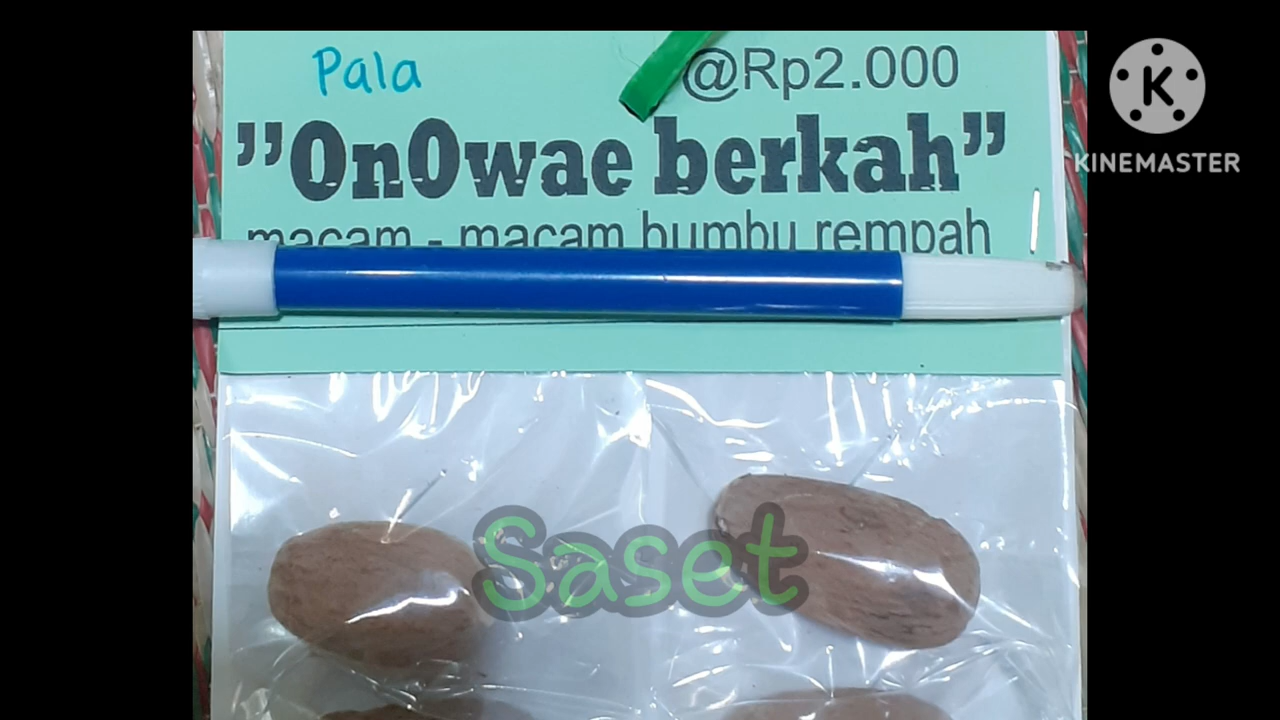 Pala
@Rp2.000
”OnOwae berkah”
macam - macam bumbu rempah
Saset
K
KINEMASTER